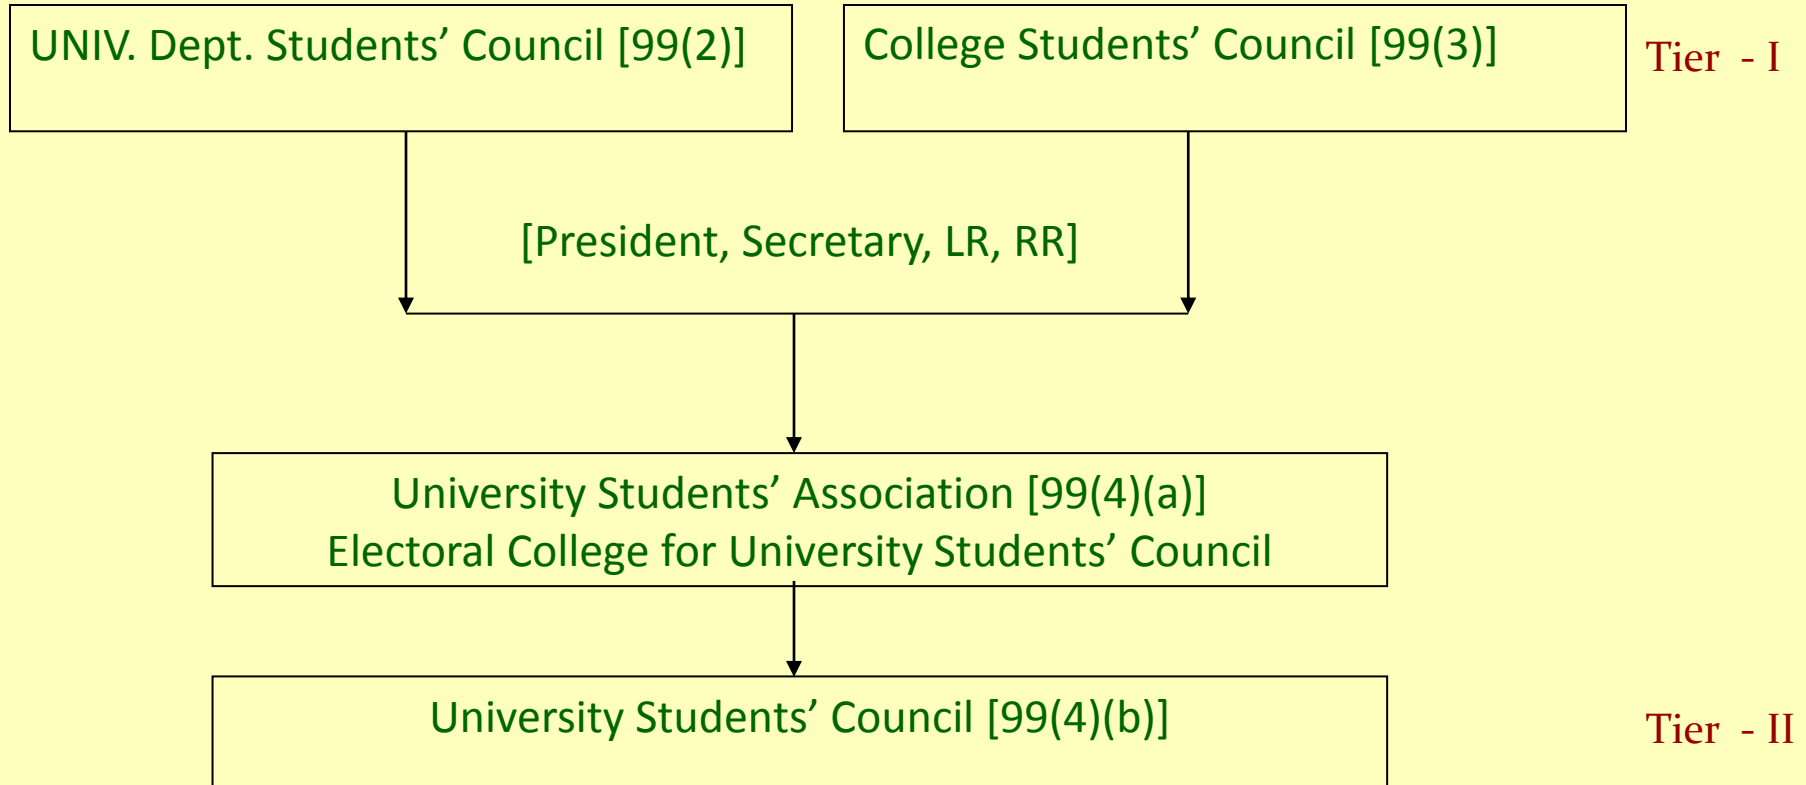 UNIV. Dept. Students’ Council [99(2)]
College Students’ Council [99(3)]
Tier - I
[President, Secretary, LR, RR]
University Students’ Association [99(4)(a)]
Electoral College for University Students’ Council
University Students’ Council [99(4)(b)]
Tier - II